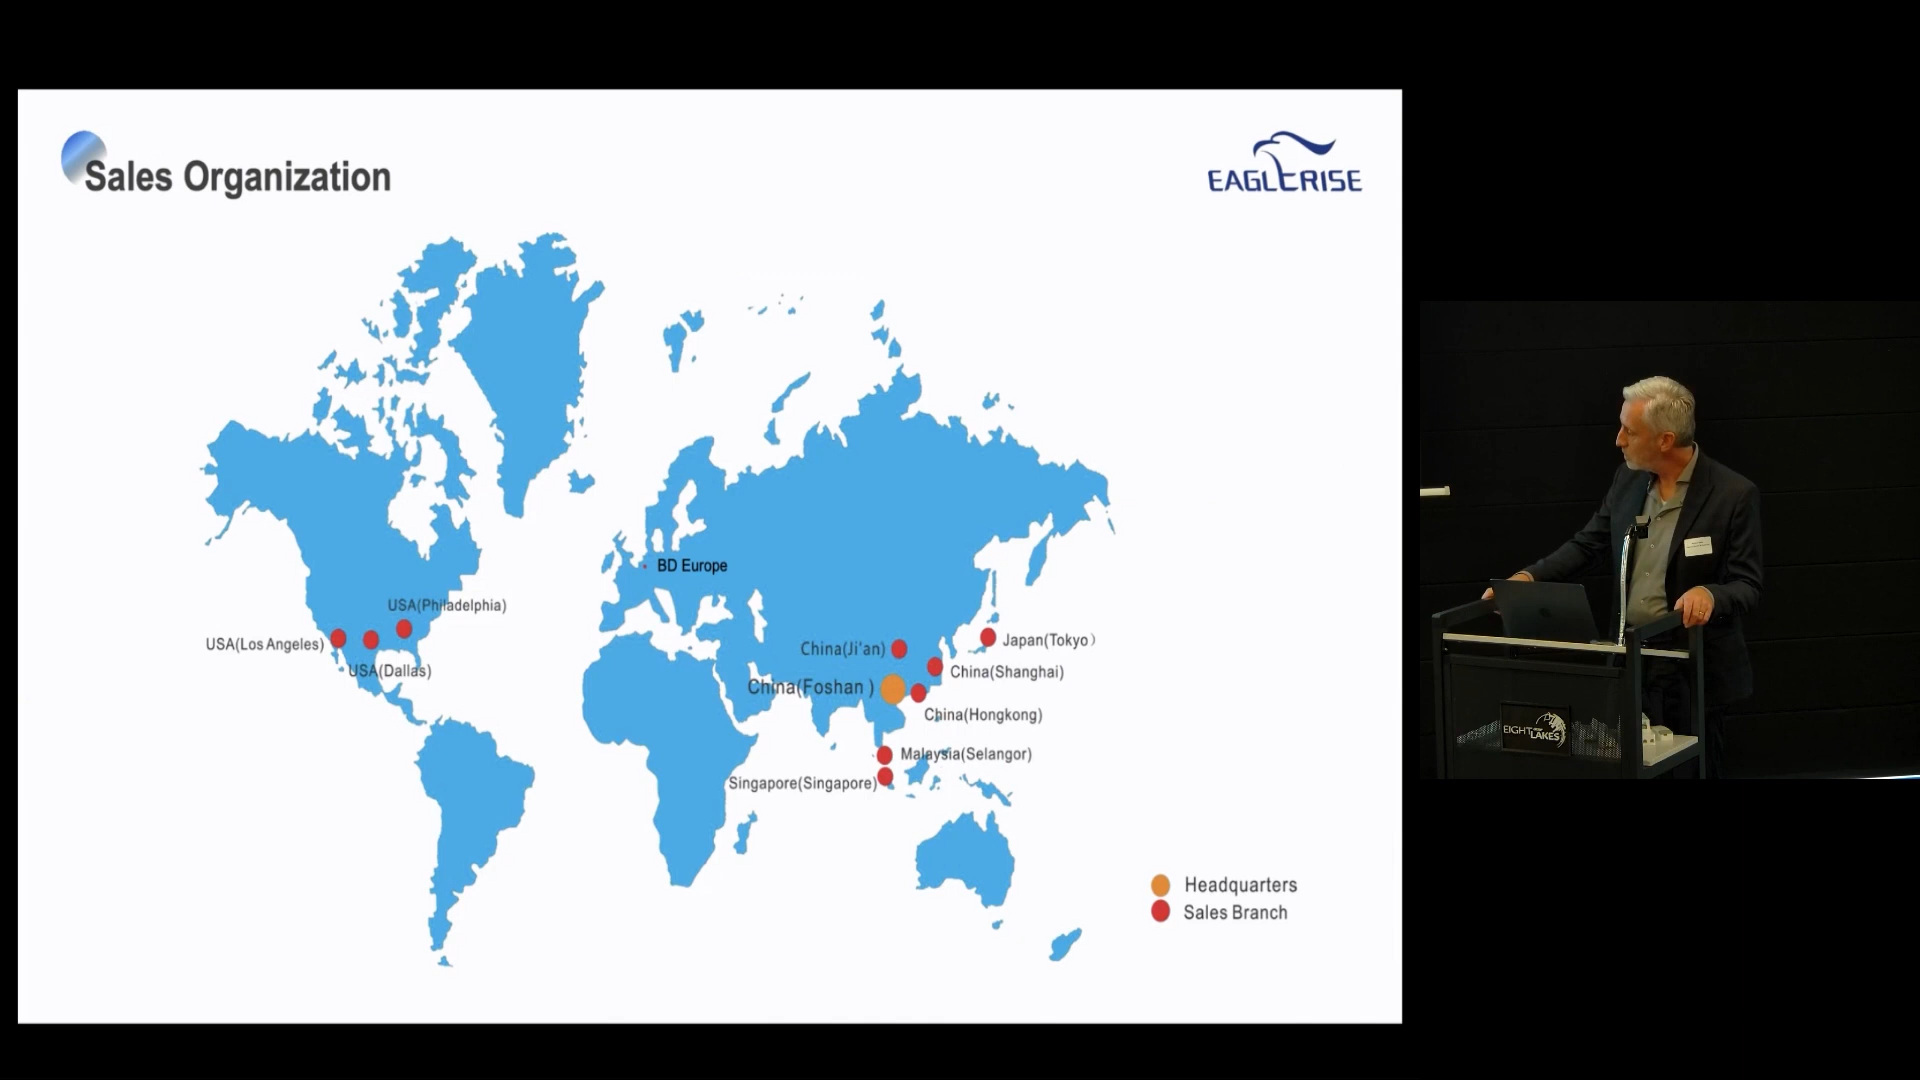 Sales Organization
EAGLERISE
BD Europe
USA(Philadelphia)
USA(Los Angeles)
USA(Dallas)
China(Ji'an)
Japan(Tokyo)
China(Shanghai)
China(Foshan )
China(Hongkong)
Malaysia(Selangor)
Singapore(Singapore)
Headquarters
Sales Branch
EIGHT LAKES